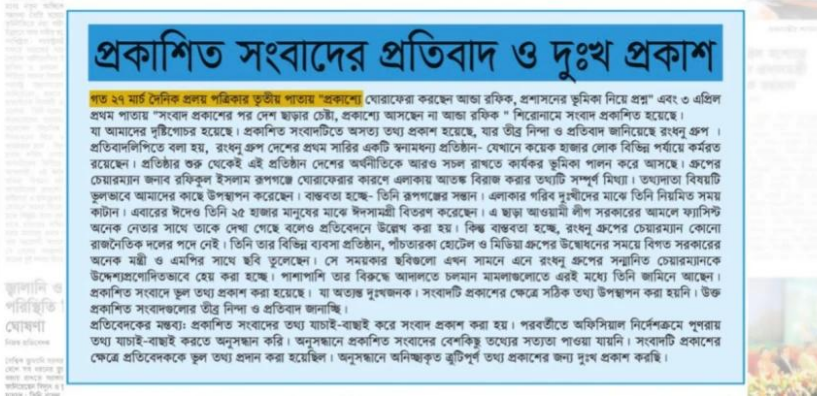 প্রকাশিত সংবাদের প্রতিবাদ ও দুঃখ প্রকাশ
গত ২৭ মার্চ দৈনিক প্রলয় পত্রিকার তৃতীয় পাতায় "প্রকাশ্যে ঘোরাফেরা করছেন আন্ডা রফিক, প্রশাসনের ভূমিকা নিয়ে প্রশ্ন" এবং ৩ এপ্রিল
প্রথম পাতায় "সংবাদ প্রকাশের পর দেশ ছাড়ার চেষ্টা, প্রকাশ্যে আসছেন না আন্ডা রফিক " শিরোনামে সংবাদ প্রকাশিত হয়েছে।
যা আমাদের দৃষ্টিগোচর হয়েছে। প্রকাশিত সংবাদটিতে অসত্য তথ্য প্রকাশ হয়েছে, যার তীব্র নিন্দা ও প্রতিবাদ জানিয়েছে রংধনু গ্রুপ ।
প্রতিবাদলিপিতে বলা হয়, রংধনু গ্রুপ দেশের প্রথম সারির একটি স্বনামধন্য প্রতিষ্ঠান- যেখানে কয়েক হাজার লোক বিভিন্ন পর্যায়ে কর্মরত
রয়েছেন। প্রতিষ্ঠার শুরু থেকেই এই প্রতিষ্ঠান দেশের অর্থনীতিকে আরও সচল রাখতে কার্যকর ভূমিকা পালন করে আসছে। গ্রুপের
চেয়ারম্যান জনাব রফিকুল ইসলাম রূপগঞ্জে ঘোরাফেরার কারণে এলাকায় আতঙ্ক বিরাজ করার তথ্যটি সম্পূর্ণ মিথ্যা। তথ্যদাতা বিষয়টি
ভুলভাবে আমাদের কাছে উপস্থাপন করেছেন। বাস্তবতা হচ্ছে- তিনি রূপগঞ্জের সন্তান। এলাকার গরিব দুঃখীদের মাঝে তিনি নিয়মিত সময়
কাটান। এবারের ঈদেও তিনি ২৫ হাজার মানুষের মাঝে ঈদসামগ্রী বিতরণ করেছেন। এ ছাড়া আওয়ামী লীগ সরকারের আমলে ফ্যাসিস্ট
অনেক নেতার সাথে তাকে দেখা গেছে বলেও প্রতিবেদনে উল্লেখ করা হয়। কিন্তু বাস্তবতা হচ্ছে, রংধনু গ্রুপের চেয়ারম্যান কোনো
রাজনৈতিক দলের পদে নেই। তিনি তার বিভিন্ন ব্যবসা প্রতিষ্ঠান, পাঁচতারকা হোটেল ও মিডিয়া গ্রুপের উদ্বোধনের সময়ে বিগত সরকারের
অনেক মন্ত্রী ও এমপির সাথে ছবি তুলেছেন। সে সময়কার ছবিগুলো এখন সামনে এনে রংধনু গ্রুপের সম্মানিত চেয়ারম্যানকে
উদ্দেশ্যপ্রণোদিতভাবে হেয় করা হচ্ছে। পাশাপাশি তার বিরুদ্ধে আদালতে চলমান মামলাগুলোতে এরই মধ্যে তিনি জামিনে আছেন।
প্রকাশিত সংবাদে ভুল তথ্য প্রকাশ করা হয়েছে। যা অত্যন্ত দুঃখজনক। সংবাদটি প্রকাশের ক্ষেত্রে সঠিক তথ্য উপস্থাপন করা হয়নি। উক্ত
প্রকাশিত সংবাদগুলোর তীব্র নিন্দা ও প্রতিবাদ জানাচ্ছি।
প্রতিবেদকের মন্তব্য: প্রকাশিত সংবাদের তথ্য যাচাই-বাছাই করে সংবাদ প্রকাশ করা হয়। পরবর্তীতে অফিসিয়াল নির্দেশক্রমে পূণরায়
তথ্য যাচাই-বাছাই করতে অনুসন্ধান করি। অনুসন্ধানে প্রকাশিত সংবাদের বেশকিছু তথ্যের সত্যতা পাওয়া যায়নি। সংবাদটি প্রকাশের
ক্ষেত্রে প্রতিবেদককে ভুল তথ্য প্রদান করা হয়েছিল। অনুসন্ধানে অনিচ্ছাকৃত ত্রুটিপূর্ণ তথ্য প্রকাশের জন্য দুঃখ প্রকাশ করছি।
জ্বালানি ও
পরিস্থিতি
ঘোষণা